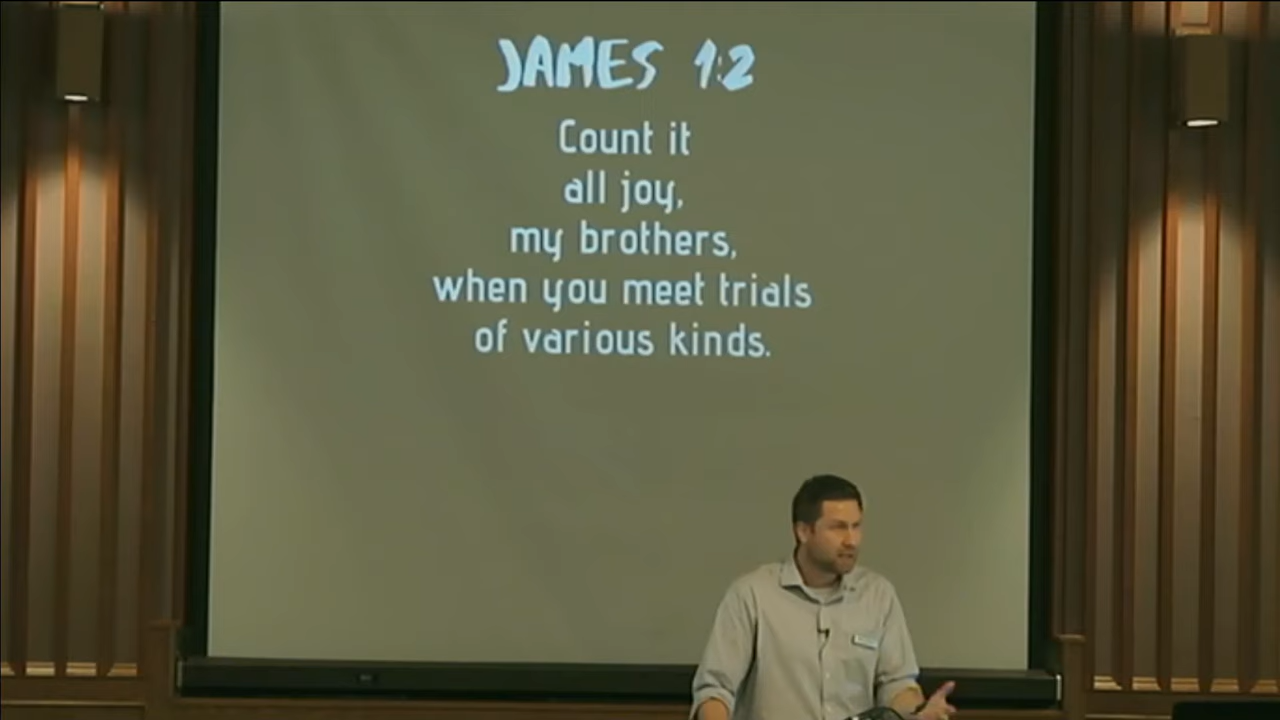 JAMES 1:2
Count it
all joy,
my brothers,
when you meet trials
of various kinds.